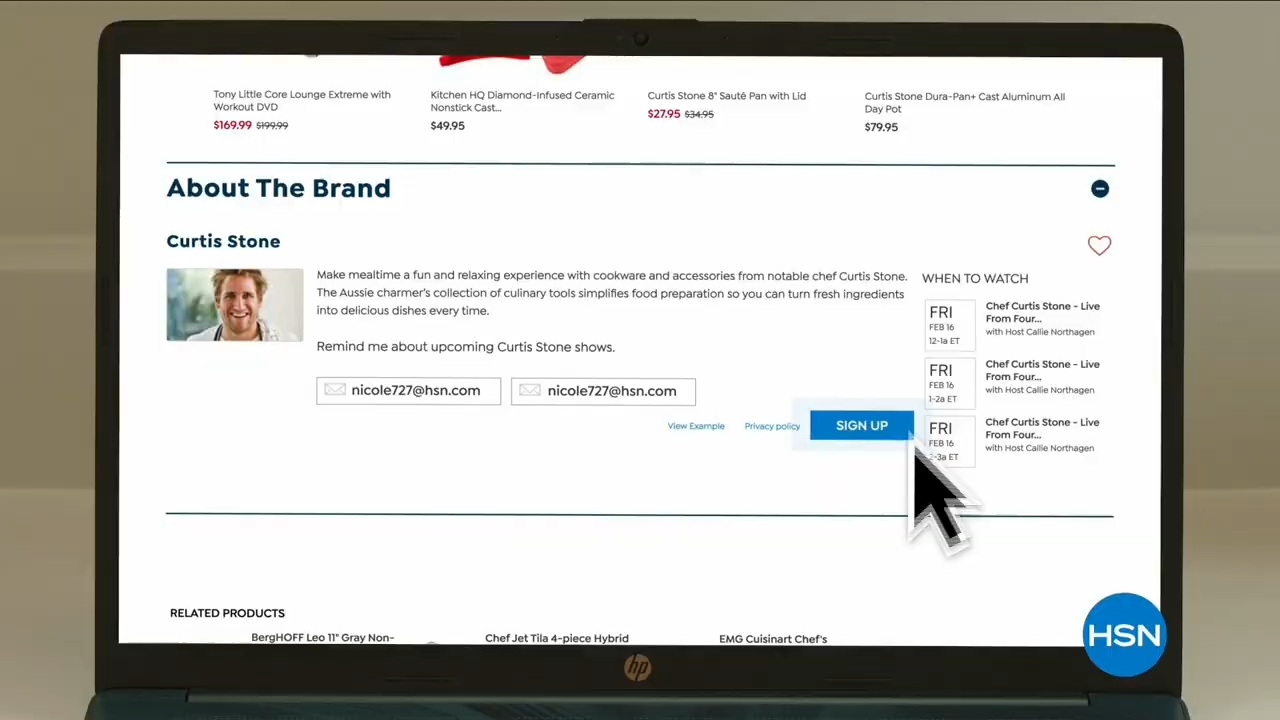 Tony Little Core Lounge Extreme with
Workout DVD
$169.99 $199.99
Kitchen HQ Diamond-Infused Ceramic
Nonstick Cast...
$49.95
Curtis Stone 8" Sauté Pan with Lid
$27.95 $34.95
Curtis Stone Dura-Pan+ Cast Aluminum All
Day Pot
$79.95
About The Brand
Curtis Stone
Make mealtime a fun and relaxing experience with cookware and accessories from notable chef Curtis Stone.
The Aussie charmer's collection of culinary tools simplifies food preparation so you can turn fresh ingredients
into delicious dishes every time.
Remind me about upcoming Curtis Stone shows.
nicole727@hsn.com
nicole727@hsn.com
View Example
Privacy policy
SIGN UP
WHEN TO WATCH
FRI
FEB 16
12-1a ET
Chef Curtis Stone - Live
From Four...
with Host Callie Northagen
FRI
FEB 16
1-2a ET
Chef Curtis Stone - Live
From Four...
with Host Callie Northagen
FRI
FEB 16
2-3a ET
Chef Curtis Stone - Live
From Four...
with Host Callie Northagen
RELATED PRODUCTS
BergHOFF Leo 11" Gray Non-
Chef Jet Tila 4-piece Hybrid
EMG Cuisinart Chef's
HSN
hp